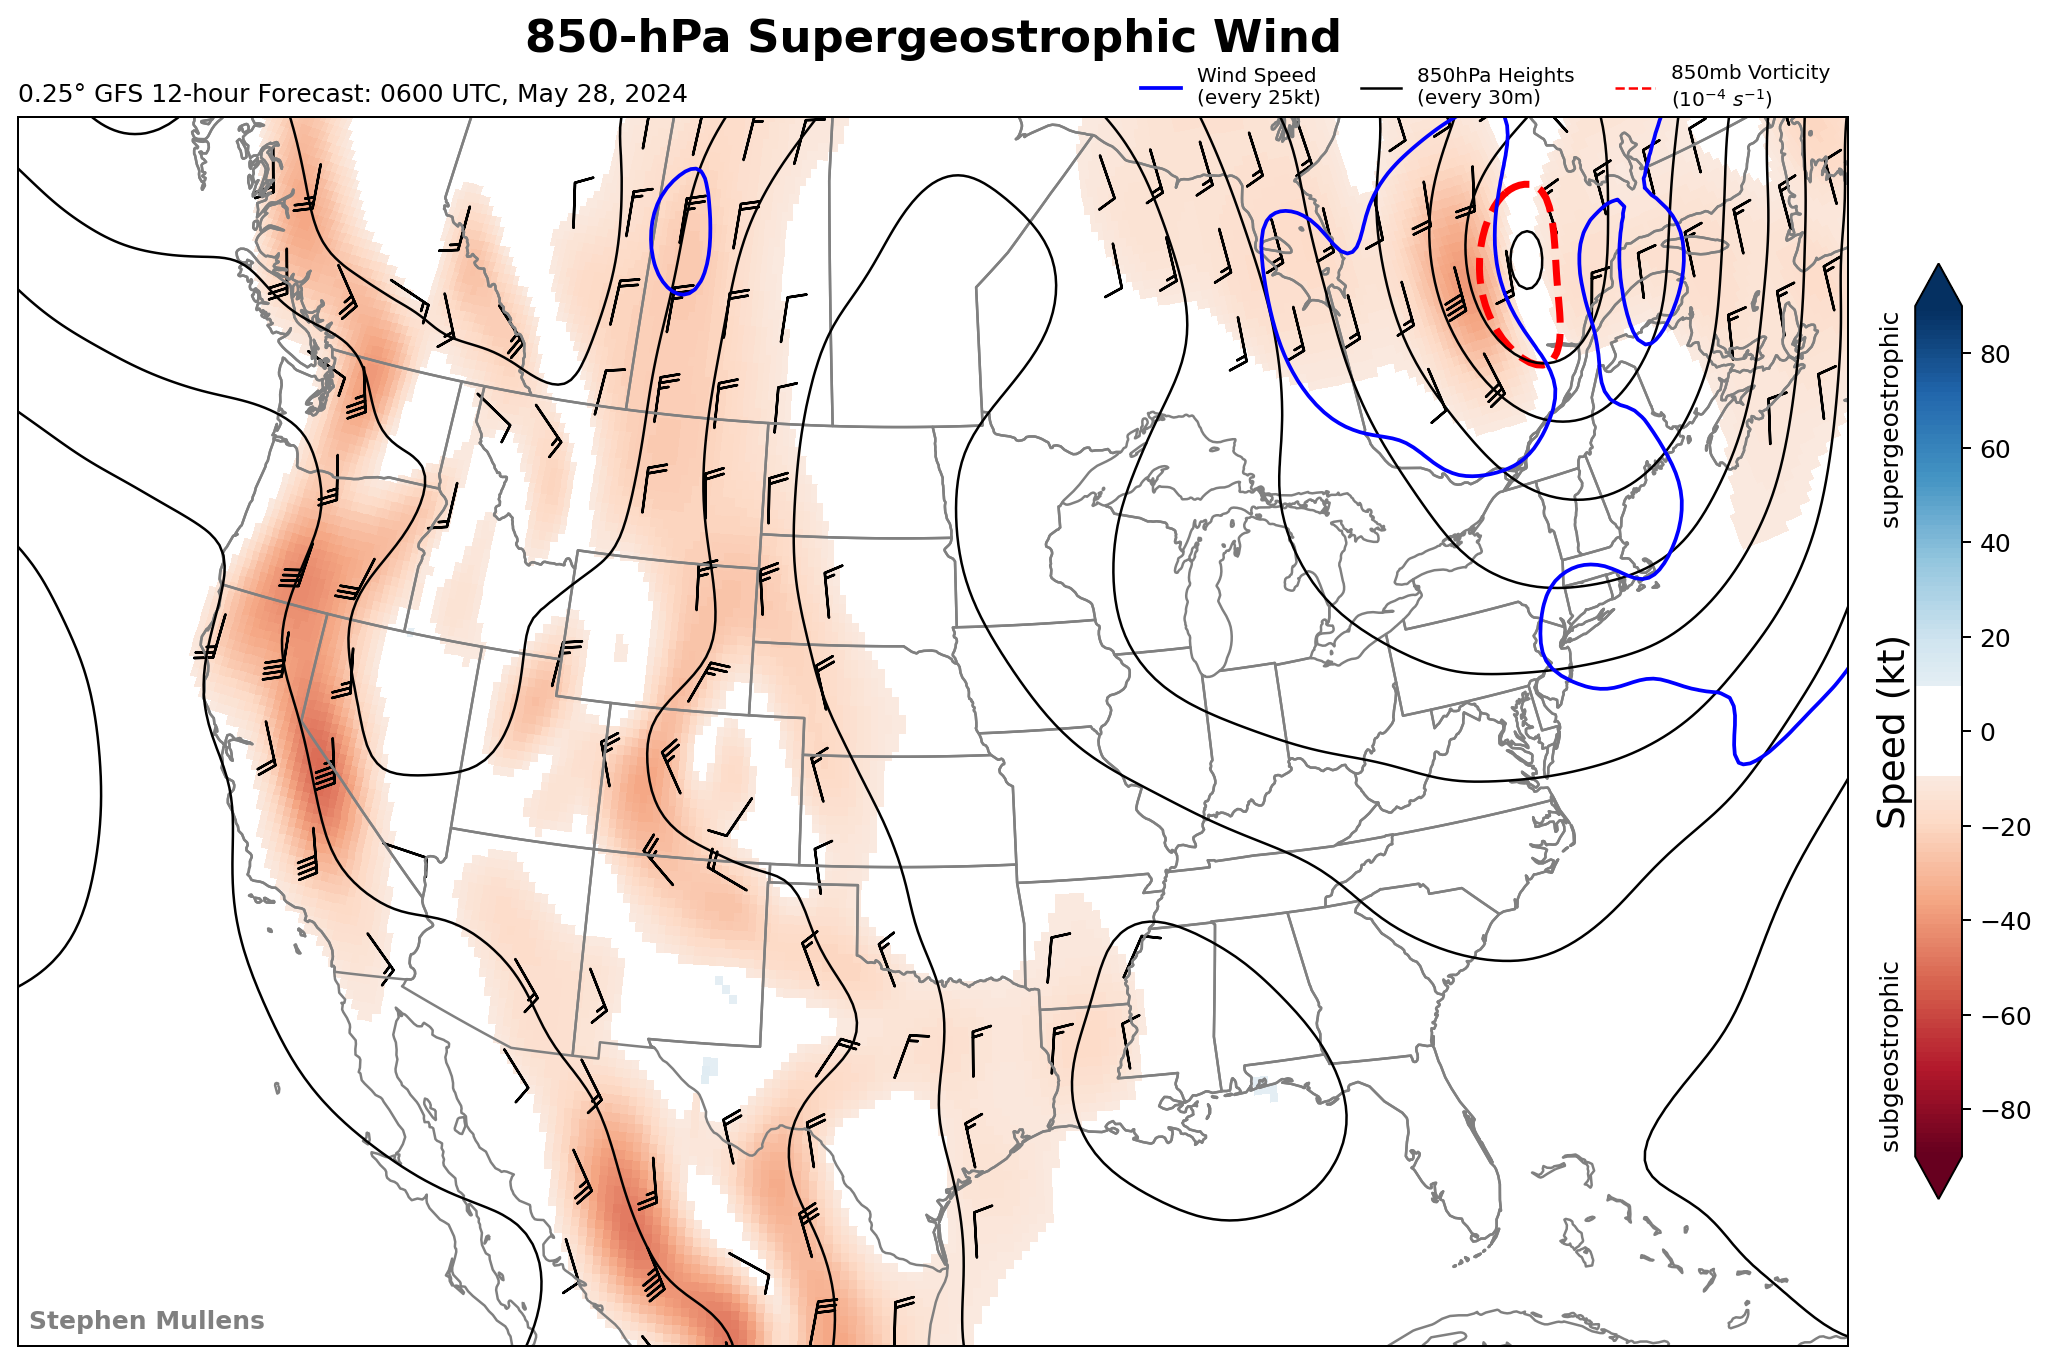 850-hPa Supergeostrophic Wind
0.25° GFS 12-hour Forecast: 0600 UTC, May 28, 2024
Wind Speed
(every 25kt)
850hPa Heights
(every 30m)
850mb Vorticity
(10⁻⁴ s⁻¹)
supergeostrophic
Speed (kt)
subgeostrophic
80
60
40
20
0
−20
−40
−60
−80
Stephen Mullens